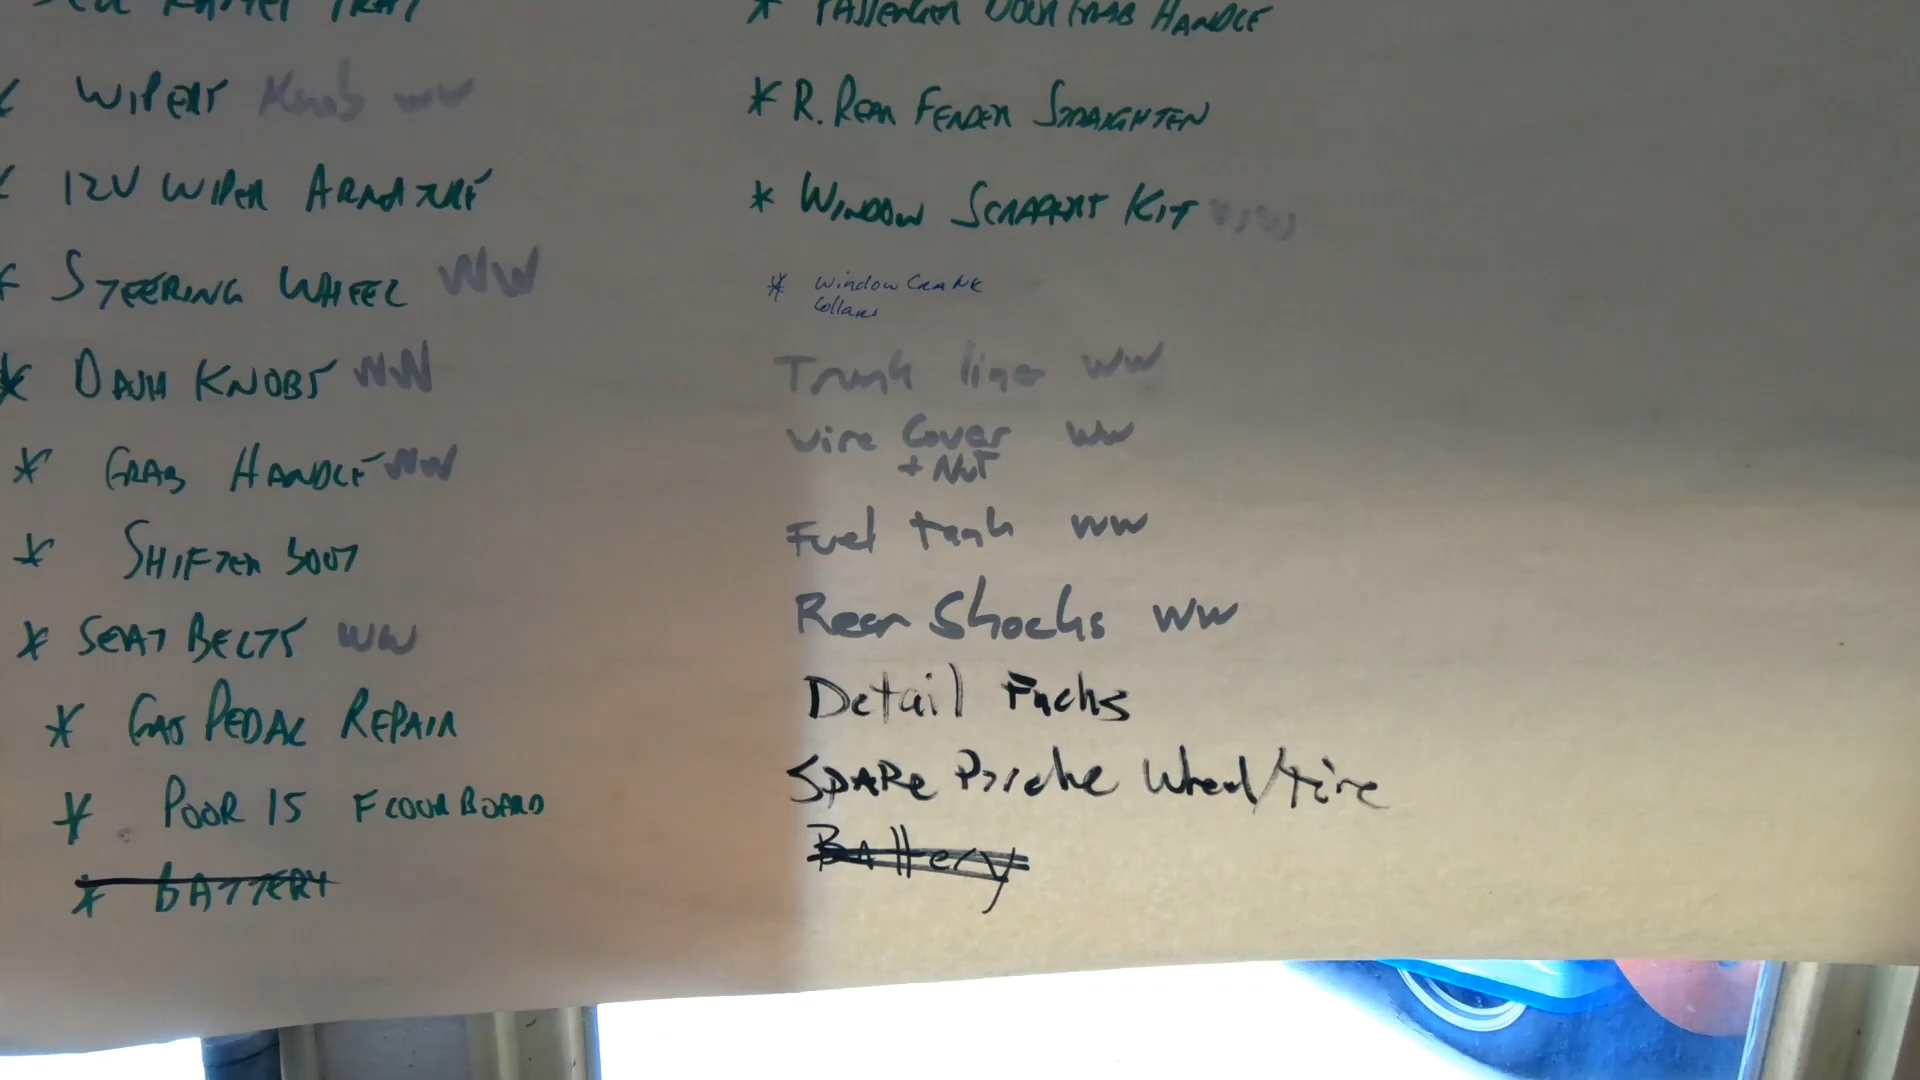 * WIPERS Knob WW
* 12V WIPER ARMATURE
* STEERING WHEEL WW
* DASH KNOBS WW
* GRAB HANDLE WW
* SHIFTER BOOT
* SEAT BELTS WW
* GAS PEDAL REPAIR
* POOR 15 FLOORBOARD
* BATTERY
* PASSENGER DOOR GRAB HANDLE
* R. REAR FENDER STRAIGHTEN
* WINDOW SCRAPERS KIT WW
* Window Crank
Collars
Trunk liner WW
wire Cover WW
+ NUT
Fuel tank WW
Rear Shocks WW
Detail Fuchs
SPARE Porsche Wheel/tire
Battery